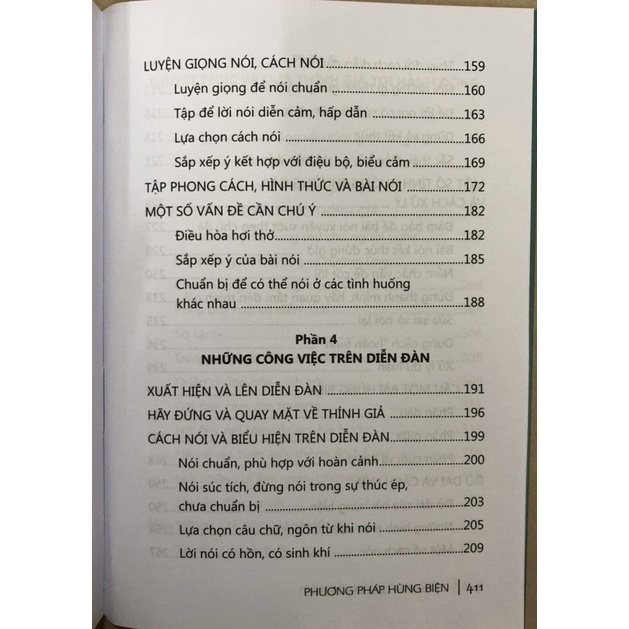 LUYỆN GIỌNG NÓI, CÁCH NÓI ........ 159
Luyện giọng để nói chuẩn ........ 160
Tập để lời nói diễn cảm, hấp dẫn ........ 163
Lựa chọn cách nói ........ 166
Sắp xếp ý kết hợp với điệu bộ, biểu cảm ........ 169
TẬP PHONG CÁCH, HÌNH THỨC VÀ BÀI NÓI ........ 172
MỘT SỐ VẤN ĐỀ CẦN CHÚ Ý ........ 182
Điều hòa hơi thở ........ 182
Sắp xếp ý của bài nói ........ 185
Chuẩn bị để có thể nói ở các tình huống
khác nhau ........ 188
Phần 4
NHỮNG CÔNG VIỆC TRÊN DIỄN ĐÀN
XUẤT HIỆN VÀ LÊN DIỄN ĐÀN ........ 191
HÃY ĐỨNG VÀ QUAY MẶT VỀ THÍNH GIẢ ........ 196
CÁCH NÓI VÀ BIỂU HIỆN TRÊN DIỄN ĐÀN ........ 199
Nói chuẩn, phù hợp với hoàn cảnh ........ 200
Nói súc tích, đừng nói trong sự thúc ép,
chưa chuẩn bị ........ 203
Lựa chọn câu chữ, ngôn từ khi nói ........ 205
Lời nói có hồn, có sinh khí ........ 209
PHƯƠNG PHÁP HÙNG BIỆN | 411